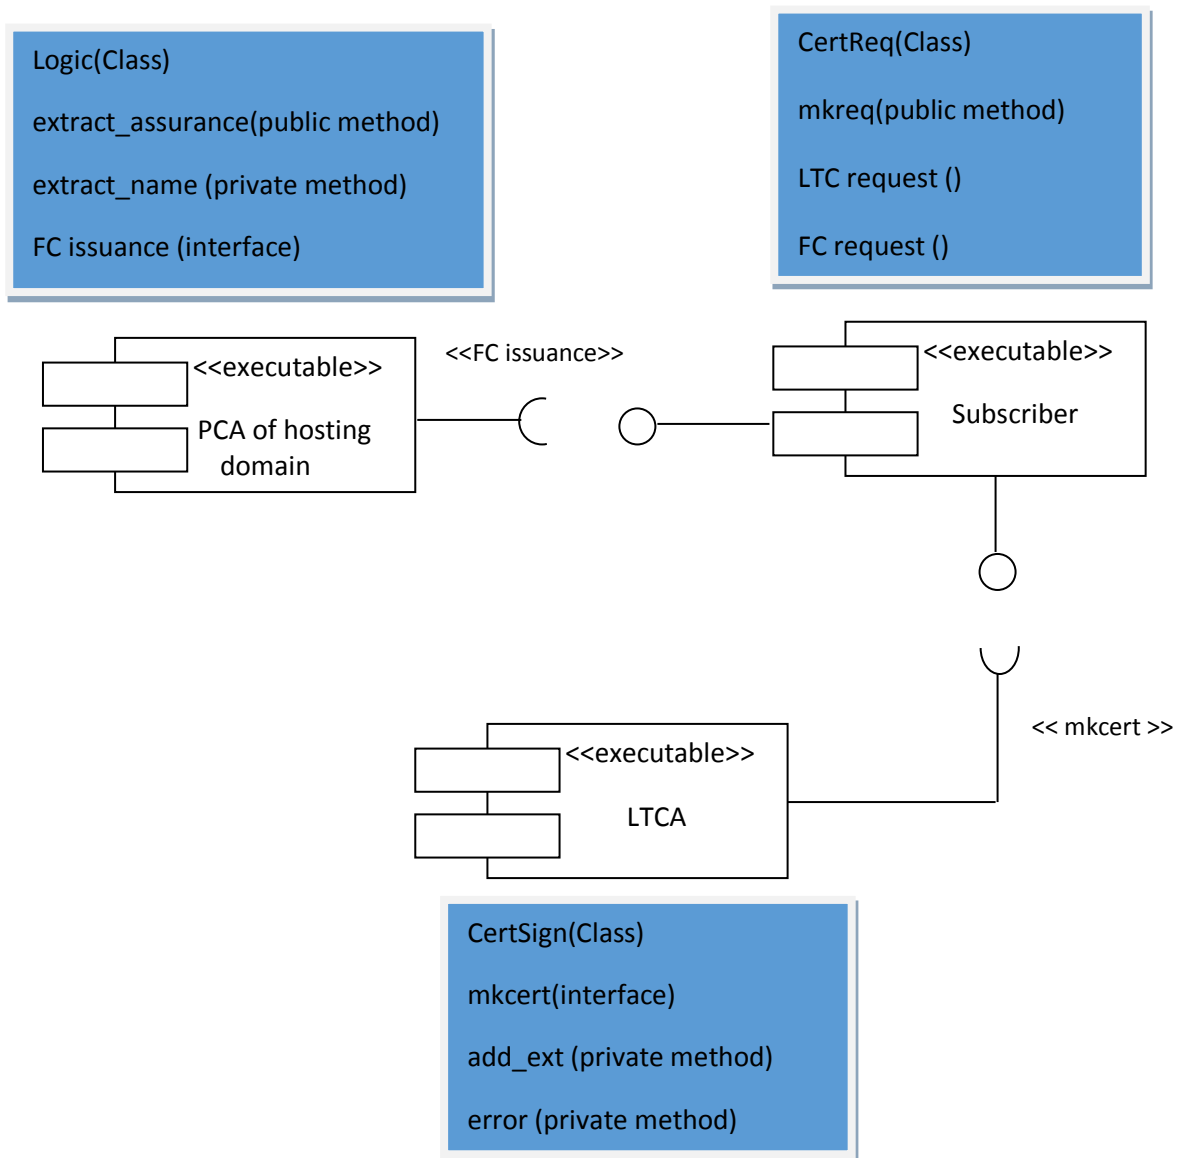 Logic(Class)
extract_assurance(public method)
extract_name (private method)
FC issuance (interface)
CertReq(Class)
mkreq(public method)
LTC request ()
FC request ()
<<executable>>
PCA of hosting
domain
<<FC issuance>>
<<executable>>
Subscriber
<< mkcert >>
<<executable>>
LTCA
CertSign(Class)
mkcert(interface)
add_ext (private method)
error (private method)